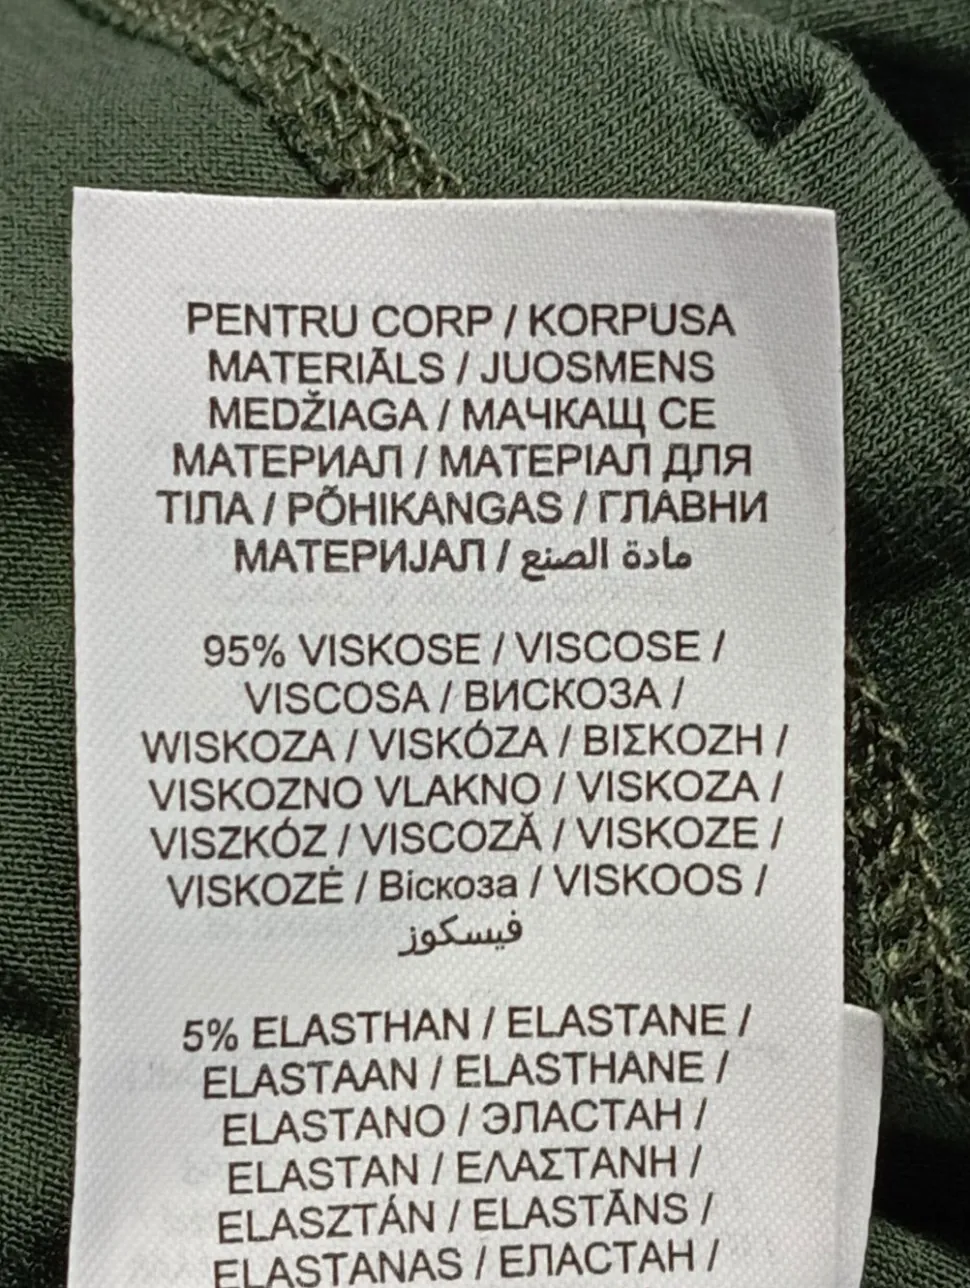 PENTRU CORP / KORPUSA
MATERIĀLS / JUOSMENS
MEDŽIAGA / МАЧКАЩ СЕ
МАТЕРИАЛ / МАТЕРІАЛ ДЛЯ
ТІЛА / PÕHIKANGAS / ГЛАВНИ
МАТЕРИЈАЛ / مادة الصنع
95% VISKOSE / VISCOSE /
VISCOSA / ВИСКОЗА /
WISKOZA / VISKÓZA / ΒΙΣΚΟΖΗ /
VISKOZNO VLAKNO / VISKOZA /
VISZKÓZ / VISCOZĂ / VISKOZE /
VISKOZĖ / Віскоза / VISKOOS /
فيسكوز
5% ELASTHAN / ELASTANE /
ELASTAAN / ELASTHANE /
ELASTANO / ЭЛАСТАН /
ELASTAN / ΕΛΑΣΤΑΝΗ /
ELASZTÁN / ELASTĀNS /
ELASTANAS / ЕЛАСТАН /